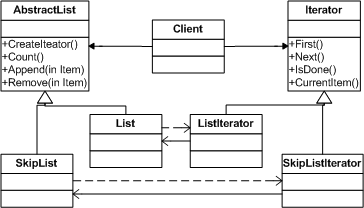 AbstractList
+CreateIteator()
+Count()
+Append(in Item)
+Remove(in Item)
Client
Iterator
+First()
+Next()
+IsDone()
+CurrentItem()
List
ListIterator
SkipList
SkipListIterator